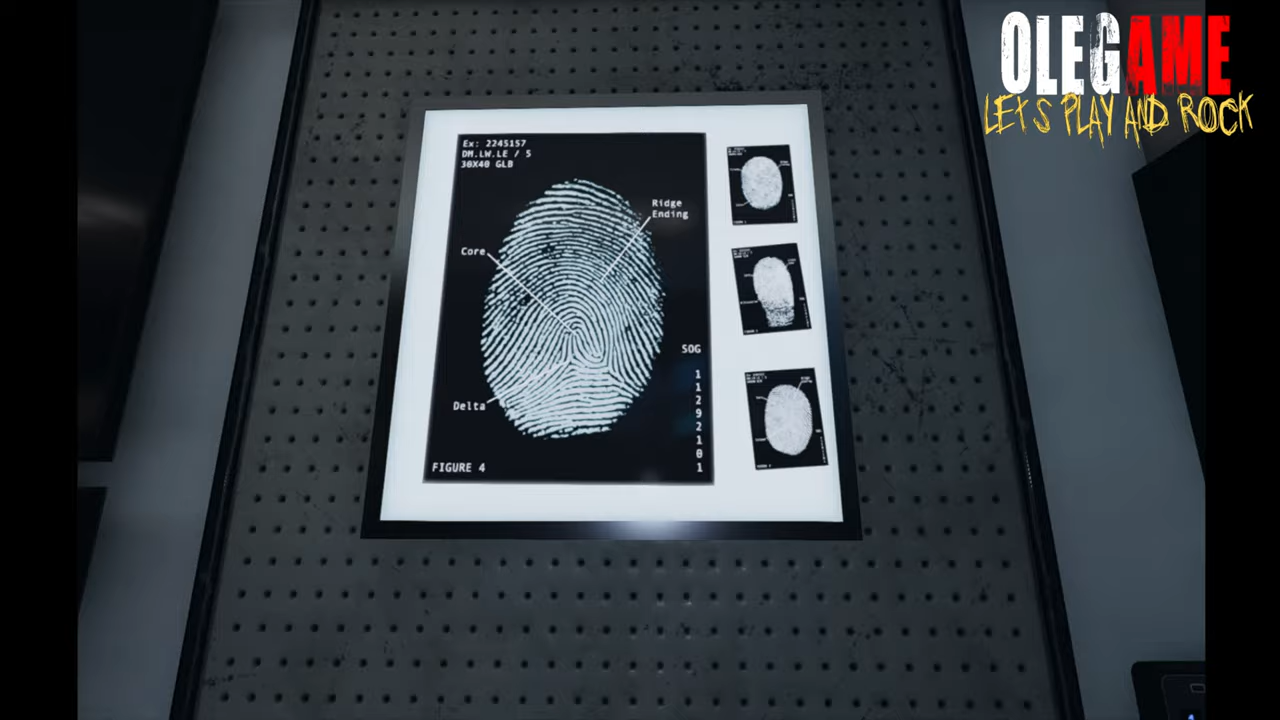 OLEGAME
LET'S PLAY AND ROCK
Ex: 2245157
DM.LW.LE / 5
30X40 GLB
Ridge
Ending
Core
SOG
1
1
2
9
2
1
0
1
Delta
FIGURE 4